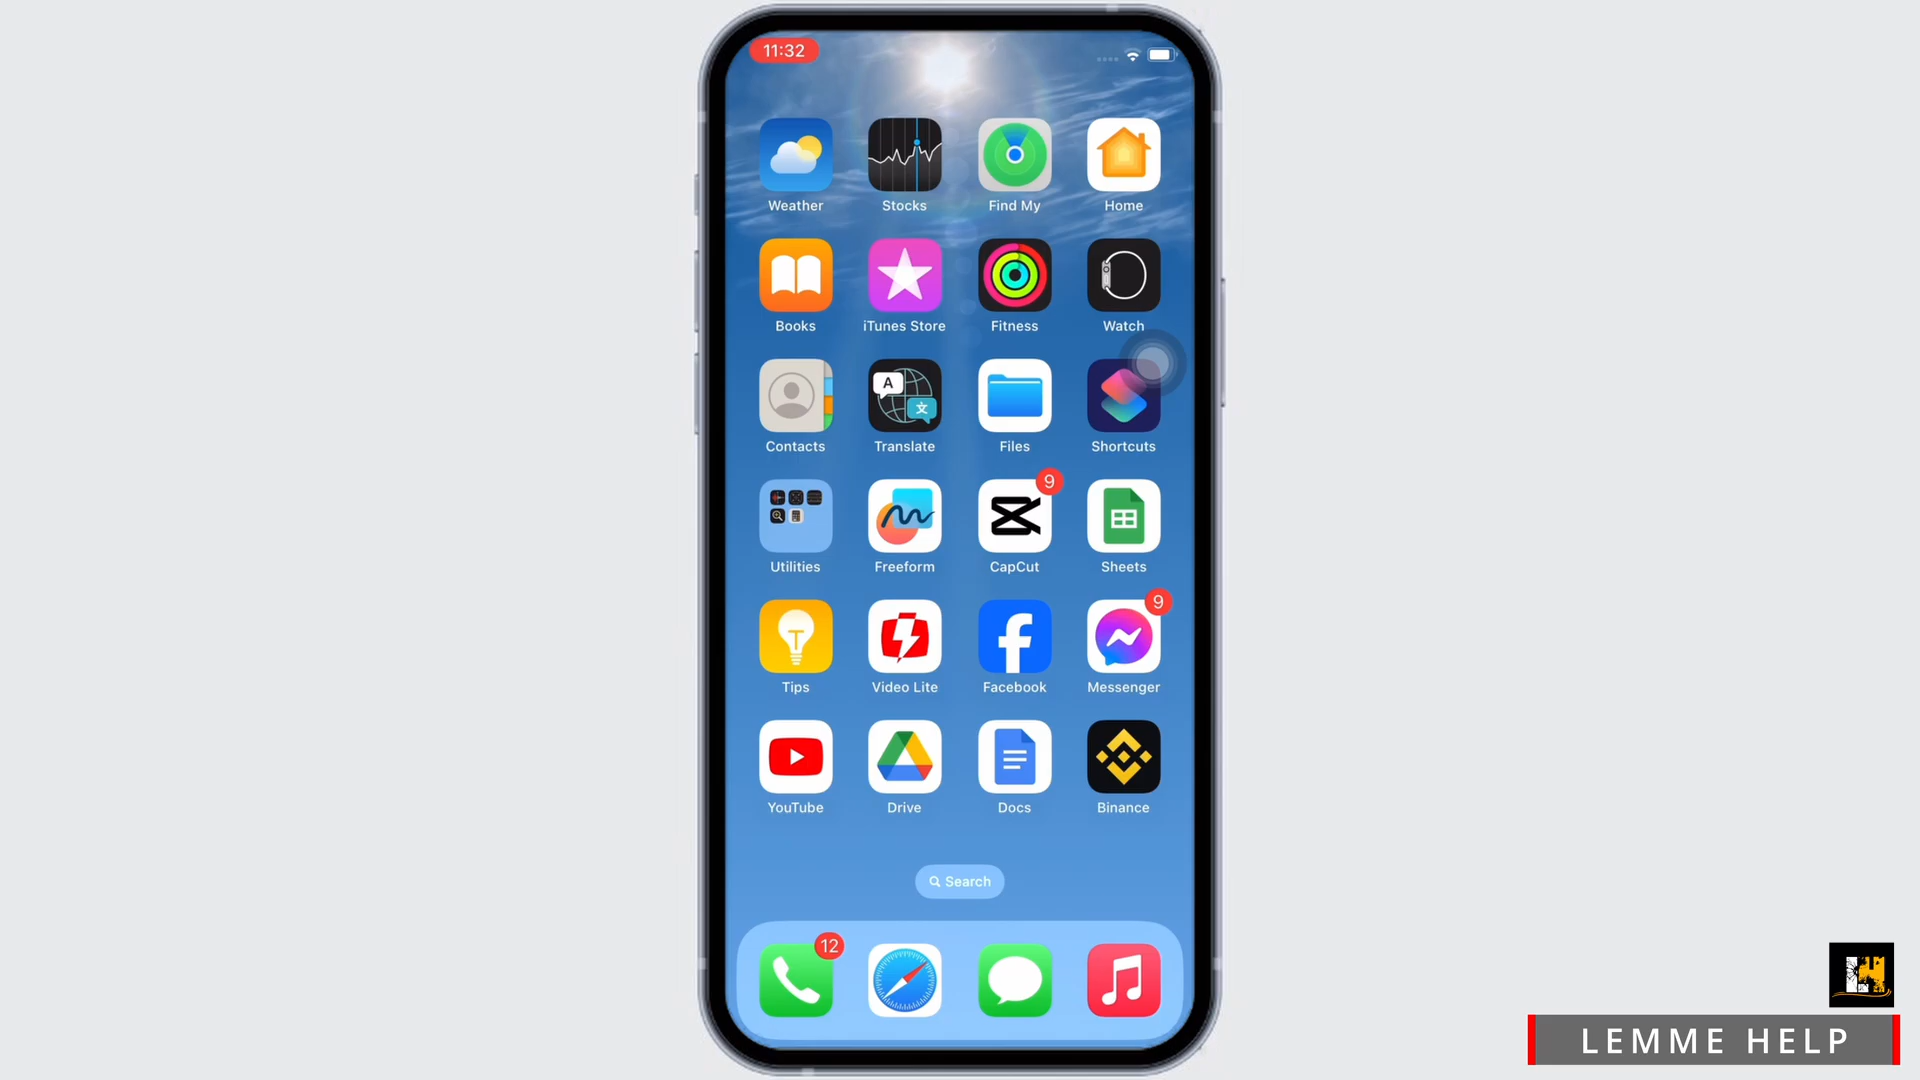 11:32
Weather Stocks Find My Home
Books iTunes Store Fitness Watch
A
文
Contacts Translate Files Shortcuts
9
Utilities Freeform CapCut Sheets
9
Tips Video Lite Facebook Messenger
YouTube Drive Docs Binance
Search
12
LEMME HELP